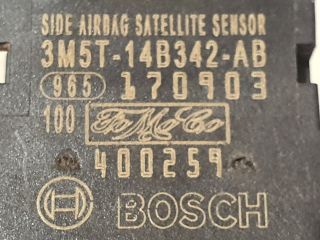 SIDE AIRBAG SATELLITE SENSOR
3M5T-14B342-AB
965 170903
100 FoMoCo
400259
BOSCH